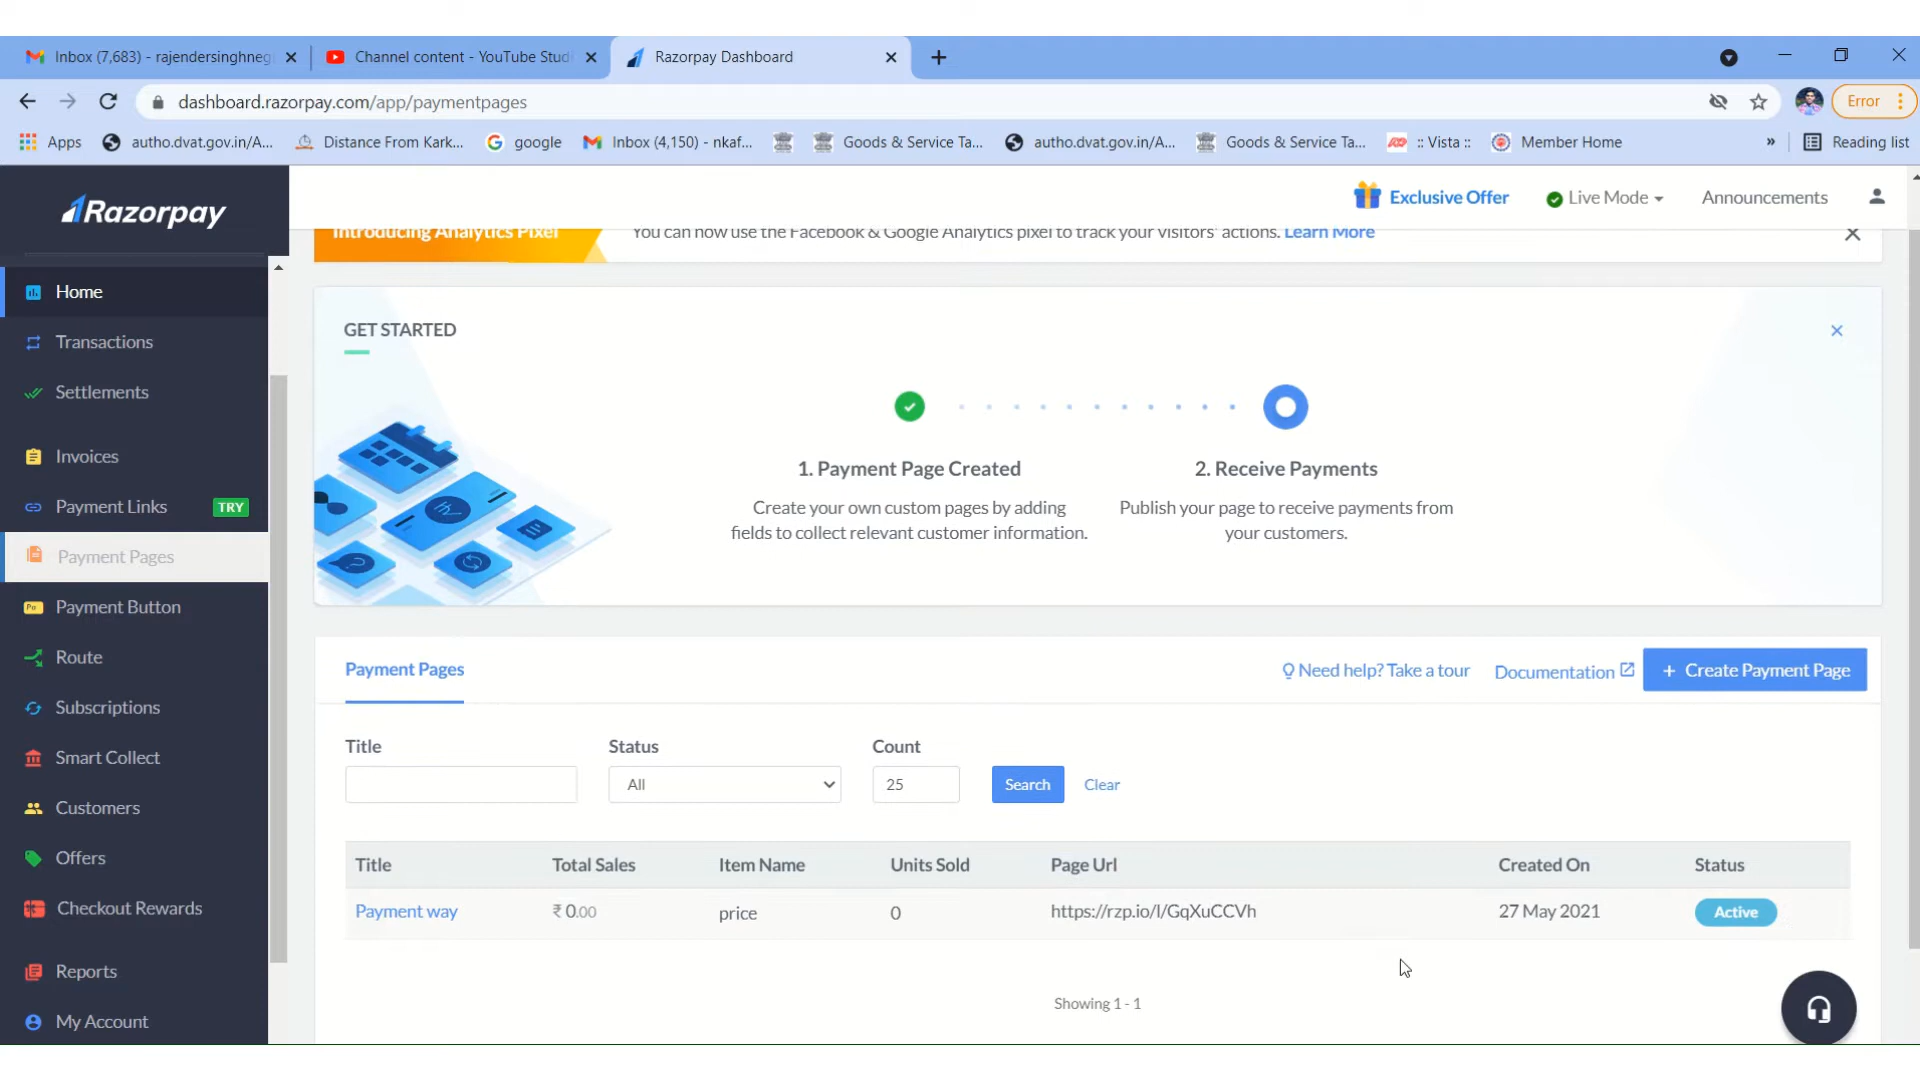 Inbox (7,683) - rajendersinghneg
Channel content - YouTube Stud
Razorpay Dashboard
dashboard.razorpay.com/app/paymentpages
Error
Apps
autho.dvat.gov.in/A...
Distance From Kark...
google
Inbox (4,150) - nkaf...
Goods & Service Ta...
autho.dvat.gov.in/A...
Goods & Service Ta...
:: Vista ::
Member Home
»
Reading list
Razorpay
Exclusive Offer
Live Mode
Announcements
Introducing Analytics Pixel
You can now use the Facebook & Google Analytics pixel to track your visitors' actions. Learn More
Home
Transactions
Settlements
Invoices
Payment Links
TRY
Payment Pages
Payment Button
Route
Subscriptions
Smart Collect
Customers
Offers
Checkout Rewards
Reports
My Account
GET STARTED
1. Payment Page Created
Create your own custom pages by adding
fields to collect relevant customer information.
2. Receive Payments
Publish your page to receive payments from
your customers.
Payment Pages
Need help? Take a tour
Documentation
+ Create Payment Page
Title
Status
Count
All
25
Search
Clear
Title Total Sales Item Name Units Sold Page Url Created On Status
Payment way ₹ 0.00 price 0 https://rzp.io/l/GqXuCCVh 27 May 2021 Active
Showing 1 - 1